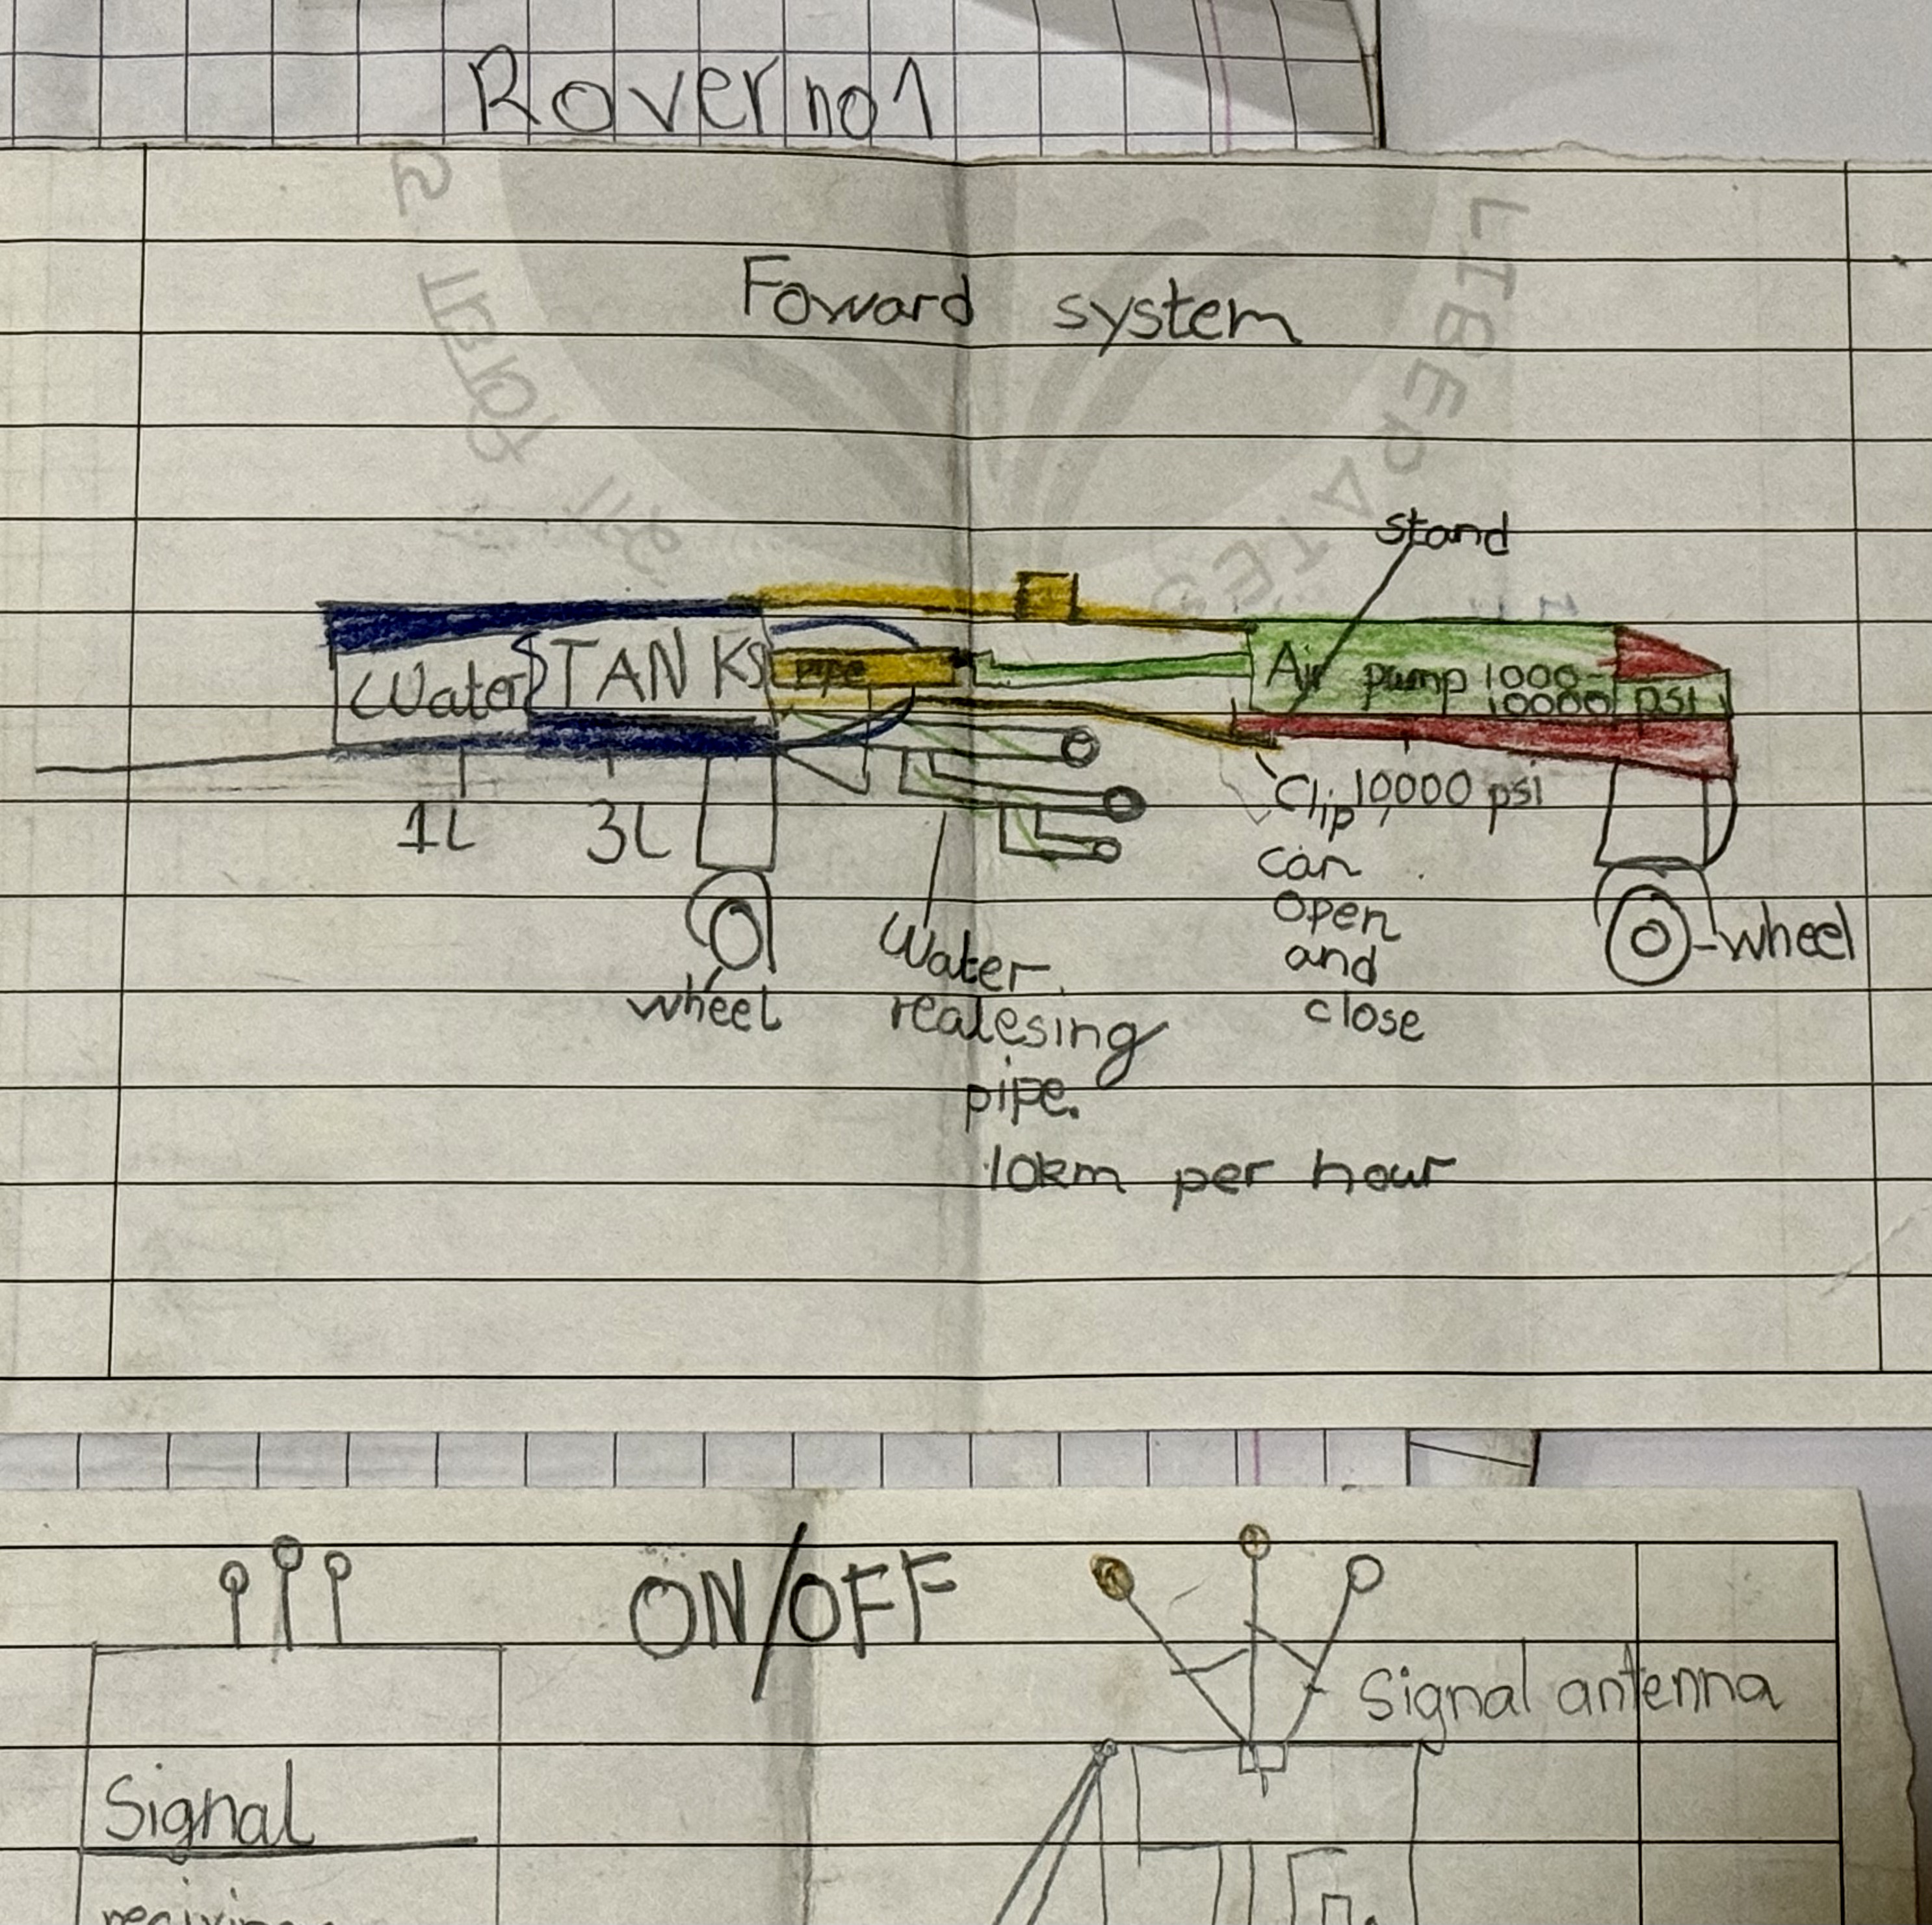 Rover no 1
Foward system
stand
Water TANKS
pipe
Air pump 1000-
10000 psi
1L
3L
Clip 10000 psi
can
open
and
close
wheel
Water
realesing
pipe.
wheel
10km per hour
ON/OFF
Signal antenna
Signal